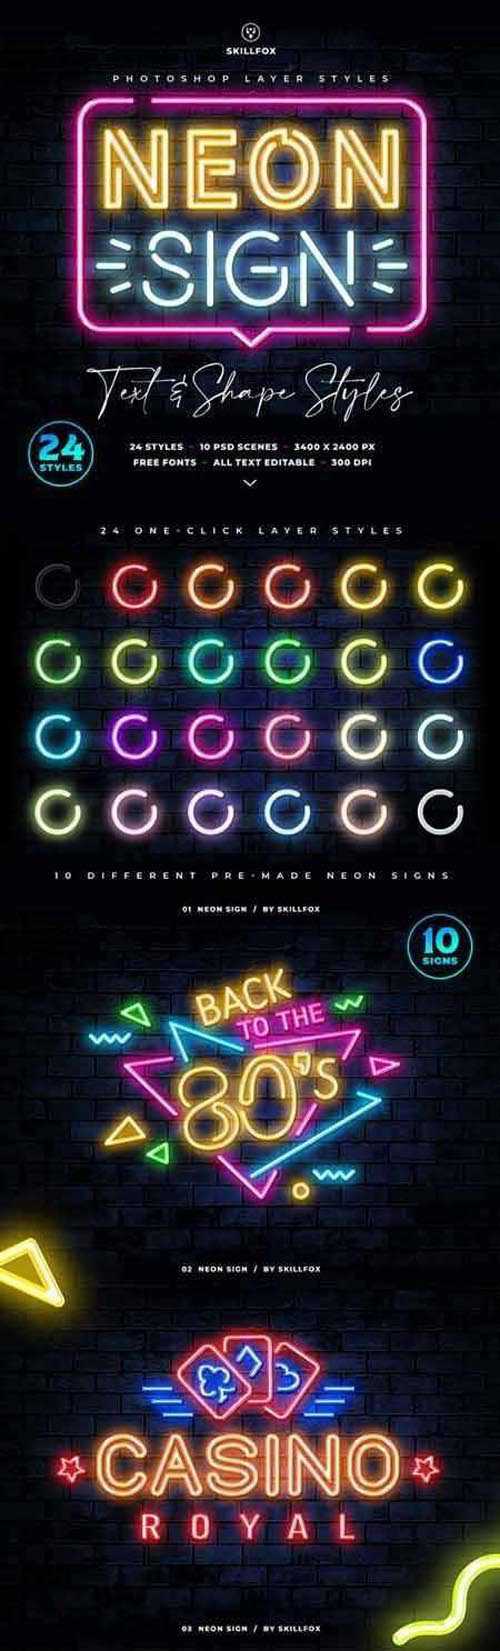 SKILLFOX
PHOTOSHOP LAYER STYLES
NEON
SIGN
Text & Shape Styles
24
STYLES
24 STYLES - 10 PSD SCENES - 3400 X 2400 PX
FREE FONTS - ALL TEXT EDITABLE - 300 DPI
24 ONE-CLICK LAYER STYLES
10 DIFFERENT PRE-MADE NEON SIGNS
01 NEON SIGN / BY SKILLFOX
10
SIGNS
BACK
TO THE
80's
02 NEON SIGN / BY SKILLFOX
7
CASINO
ROYAL
03 NEON SIGN / BY SKILLFOX